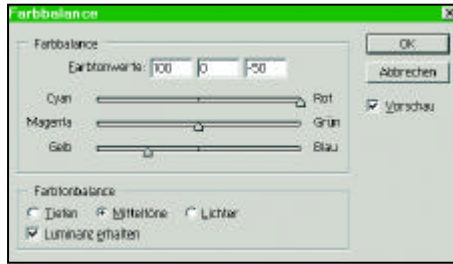 Farbbalance
Farbbalance
Farbtonwerte: 100 0 -50
Cyan Rot
Magenta Grün
Gelb Blau
Farbtonbalance
Tiefen Mitteltöne Lichter
Luminanz erhalten
OK
Abbrechen
Vorschau